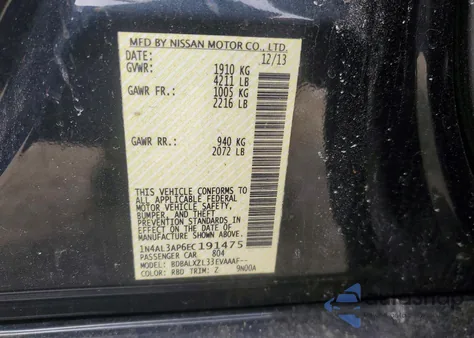 MFD BY NISSAN MOTOR CO., LTD.
DATE: 12/13
GVWR: 1910 KG
4211 LB
GAWR FR.: 1005 KG
2216 LB
GAWR RR.: 940 KG
2072 LB
THIS VEHICLE CONFORMS TO
ALL APPLICABLE FEDERAL
MOTOR VEHICLE SAFETY,
BUMPER, AND THEFT
PREVENTION STANDARDS IN
EFFECT ON THE DATE OF
MANUFACTURE SHOWN ABOVE.
1N4AL3AP6EC191475
PASSENGER CAR 804
MODEL: BDBALXZL33EVAAAF--
COLOR: RBD TRIM: Z 9N00A